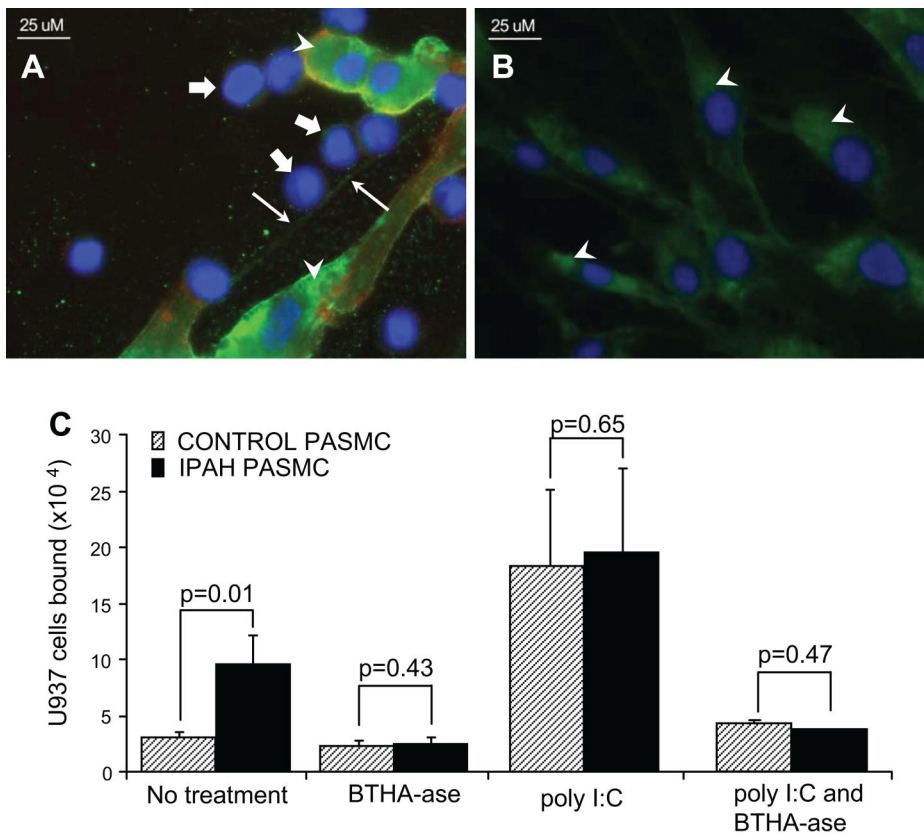 25 uM
A
25 uM
B
C
U937 cells bound (x10 4)
30
25
20
15
10
5
0
CONTROL PASMC
IPAH PASMC
p=0.01
p=0.43
p=0.65
p=0.47
No treatment
BTHA-ase
poly I:C
poly I:C and
BTHA-ase